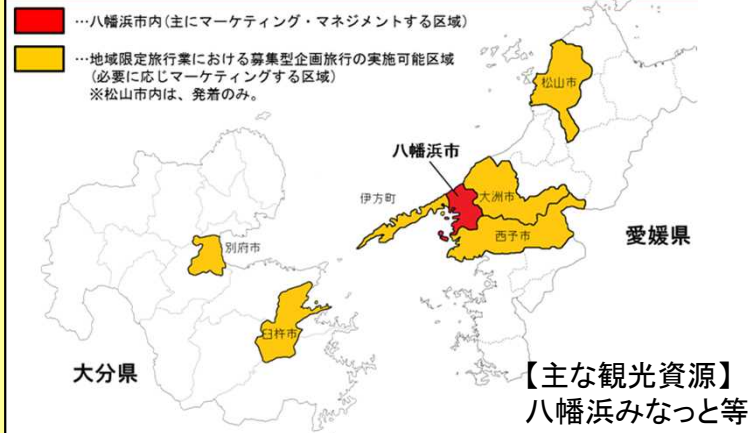 …八幡浜市内(主にマーケティング・マネジメントする区域)
…地域限定旅行業における募集型企画旅行の実施可能区域
(必要に応じマーケティングする区域)
※松山市内は、発着のみ。
松山市
八幡浜市
伊方町
大洲市
西予市
愛媛県
別府市
臼杵市
大分県
【主な観光資源】
八幡浜みなっと等